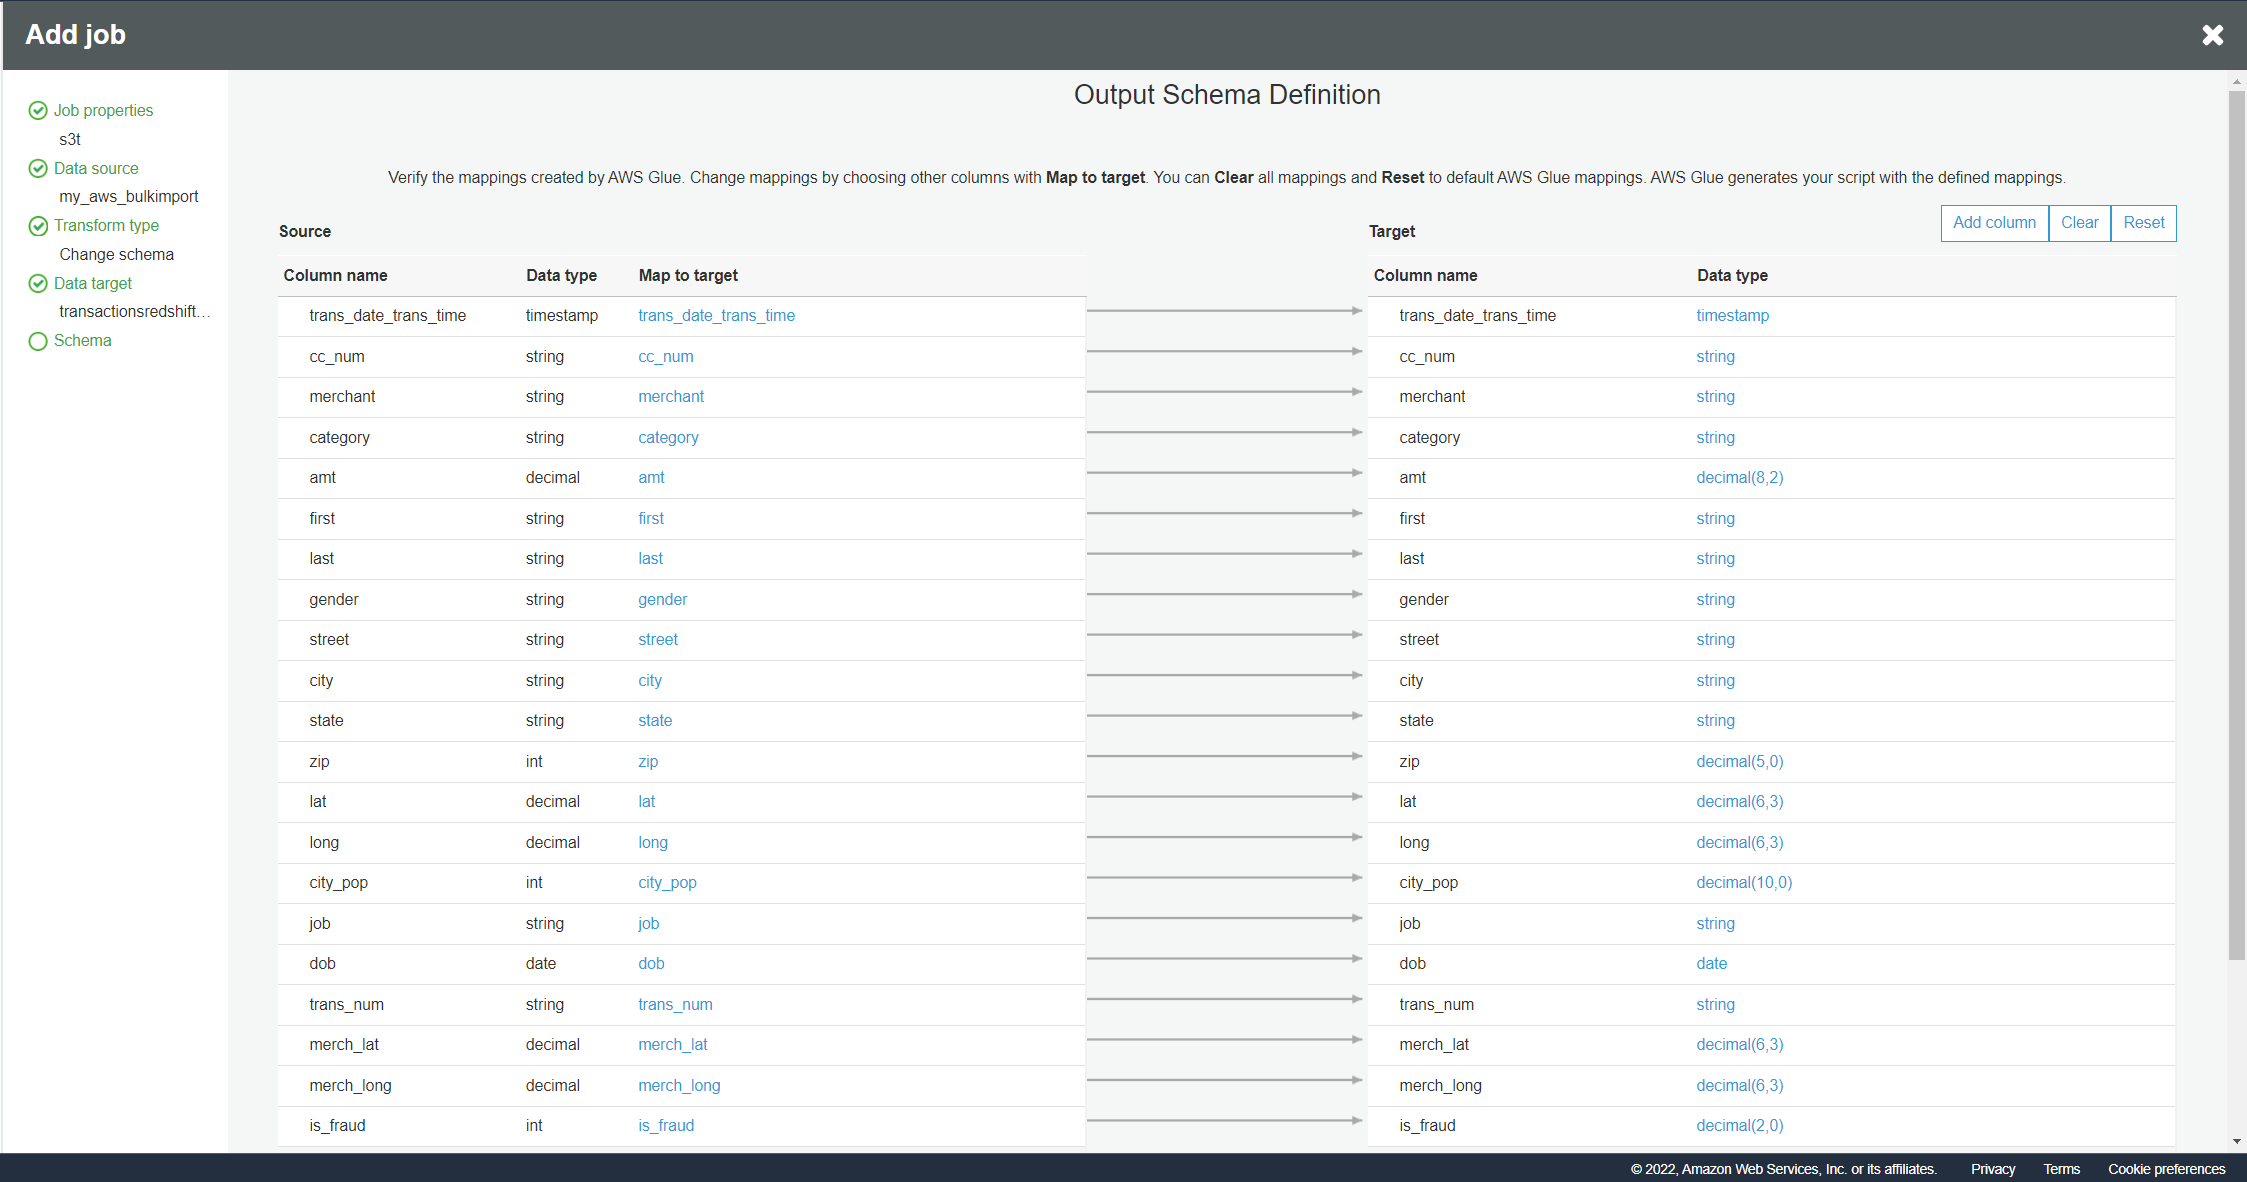 Add job
Job properties
s3t
Data source
my_aws_bulkimport
Transform type
Change schema
Data target
transactionsredshift...
Schema
Output Schema Definition
Verify the mappings created by AWS Glue. Change mappings by choosing other columns with Map to target. You can Clear all mappings and Reset to default AWS Glue mappings. AWS Glue generates your script with the defined mappings.
Source
Target
Add column Clear Reset
Column name Data type Map to target Column name Data type
trans_date_trans_time timestamp trans_date_trans_time trans_date_trans_time timestamp
cc_num string cc_num cc_num string
merchant string merchant merchant string
category string category category string
amt decimal amt amt decimal(8,2)
first string first first string
last string last last string
gender string gender gender string
street string street street string
city string city city string
state string state state string
zip int zip zip decimal(5,0)
lat decimal lat lat decimal(6,3)
long decimal long long decimal(6,3)
city_pop int city_pop city_pop decimal(10,0)
job string job job string
dob date dob dob date
trans_num string trans_num trans_num string
merch_lat decimal merch_lat merch_lat decimal(6,3)
merch_long decimal merch_long merch_long decimal(6,3)
is_fraud int is_fraud is_fraud decimal(2,0)
© 2022, Amazon Web Services, Inc. or its affiliates. Privacy Terms Cookie preferences